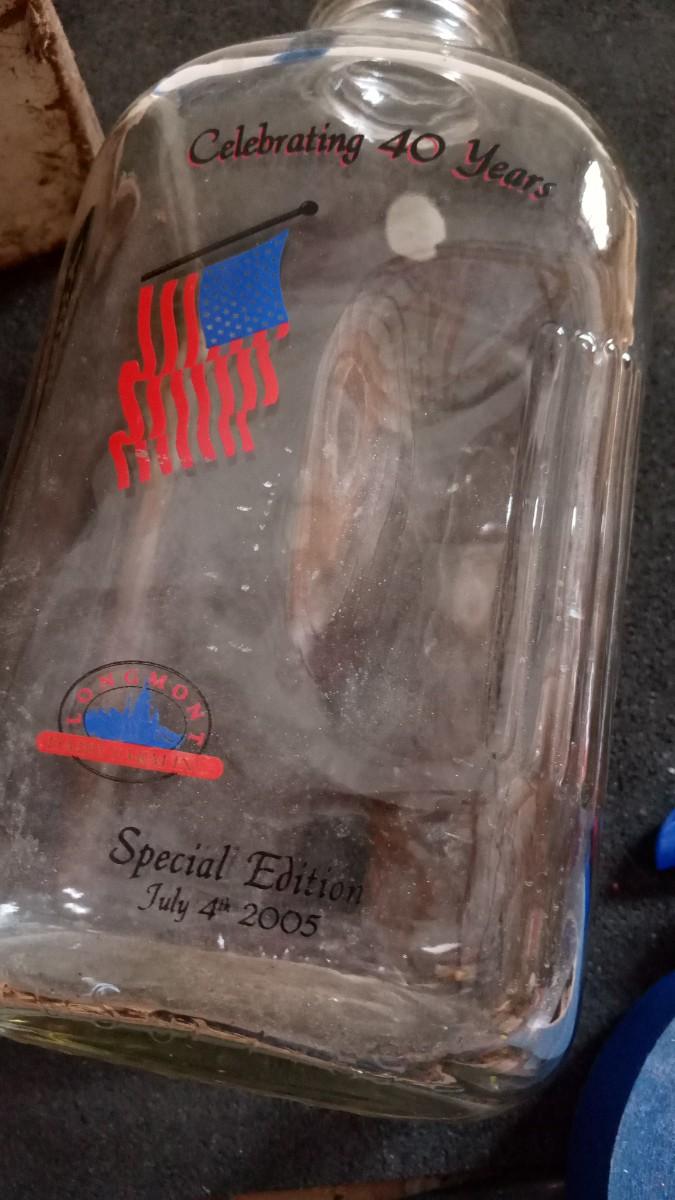 Celebrating 40 Years
LONGMONT
Special Edition
July 4th 2005